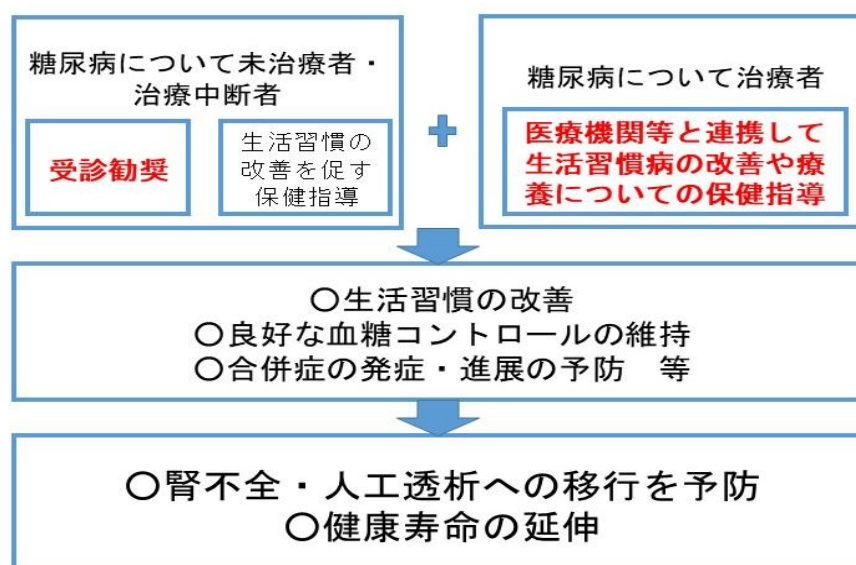 糖尿病について未治療者・
治療中断者
受診勧奨
生活習慣の
改善を促す
保健指導
+
糖尿病について治療者
医療機関等と連携して
生活習慣病の改善や療
養についての保健指導
〇生活習慣の改善
〇良好な血糖コントロールの維持
〇合併症の発症・進展の予防　等
〇腎不全・人工透析への移行を予防
〇健康寿命の延伸